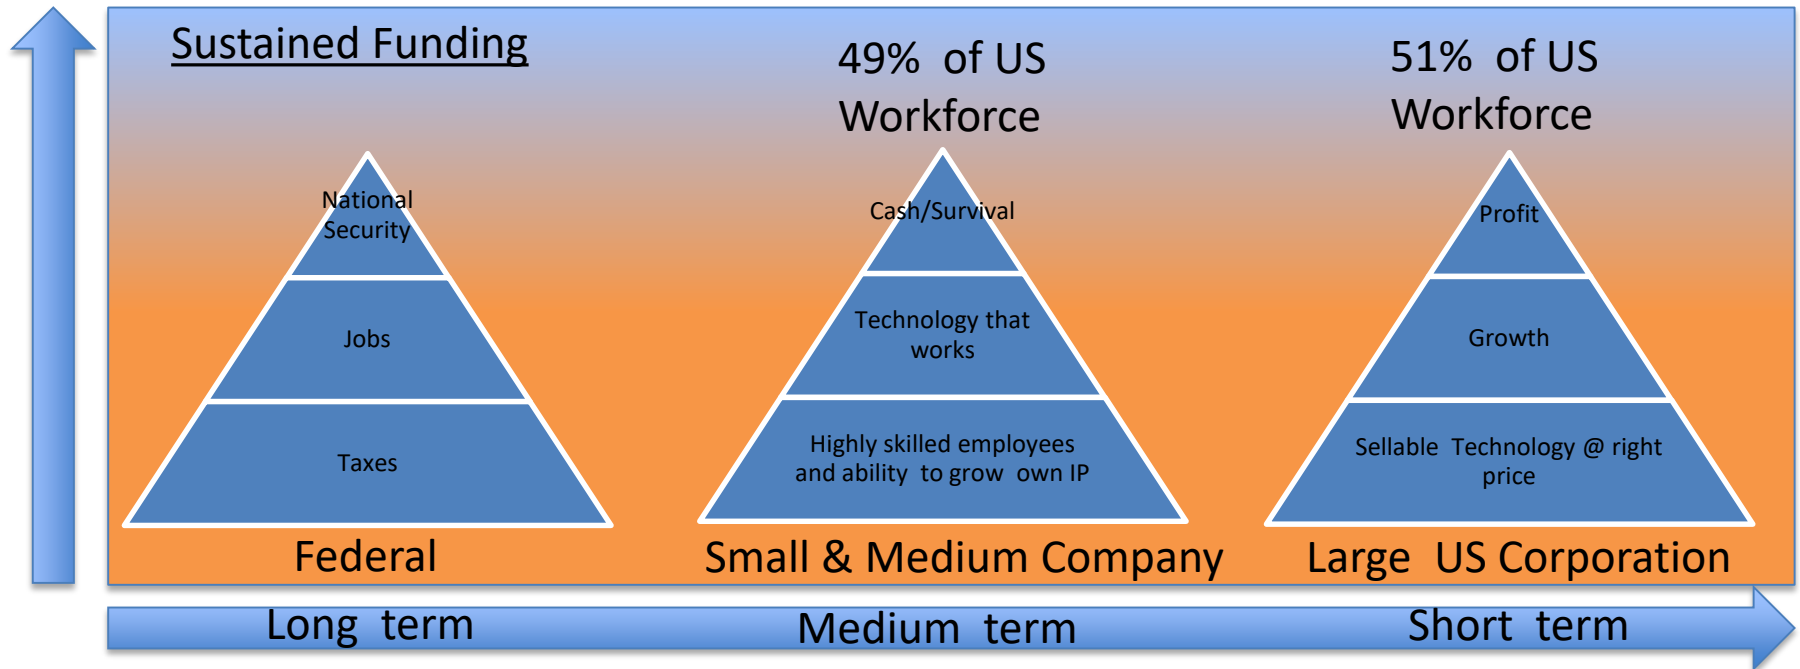 Sustained Funding
49% of US
Workforce
51% of US
Workforce
National
Security
Jobs
Taxes
Cash/Survival
Technology that
works
Highly skilled employees
and ability to grow own IP
Profit
Growth
Sellable Technology @ right
price
Federal
Small & Medium Company
Large US Corporation
Long term
Medium term
Short term